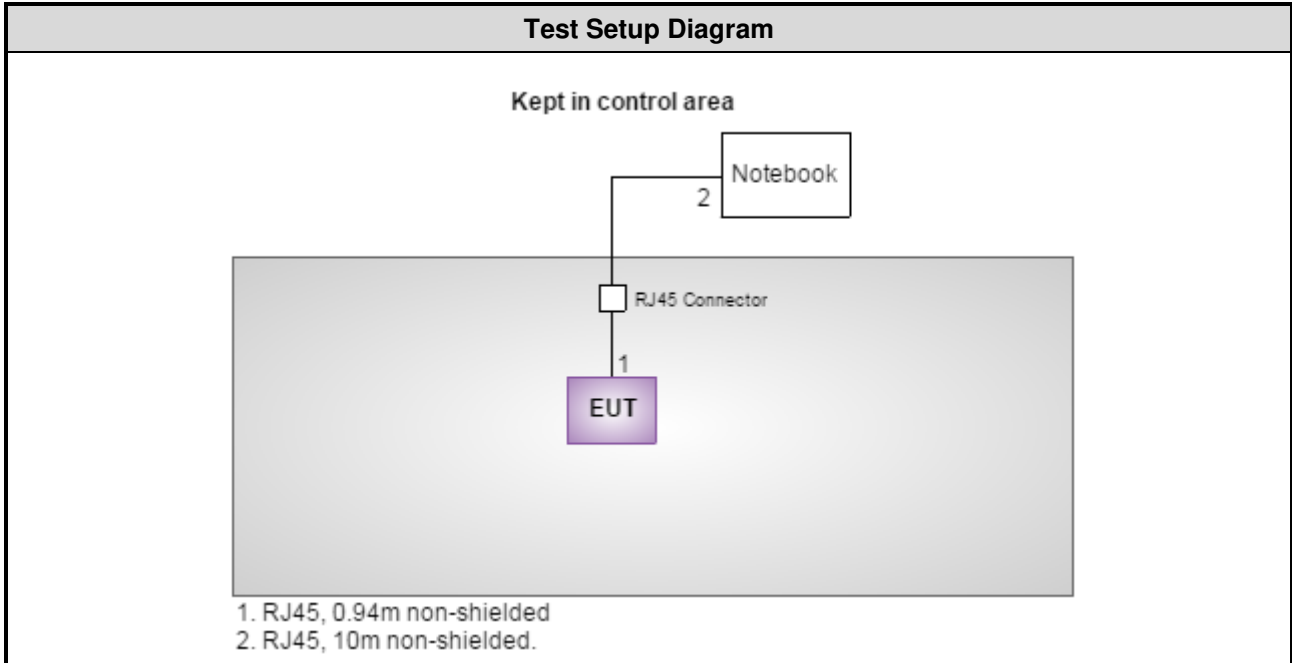 Test Setup Diagram
Kept in control area
Notebook
2
RJ45 Connector
1
EUT
1. RJ45, 0.94m non-shielded
2. RJ45, 10m non-shielded.